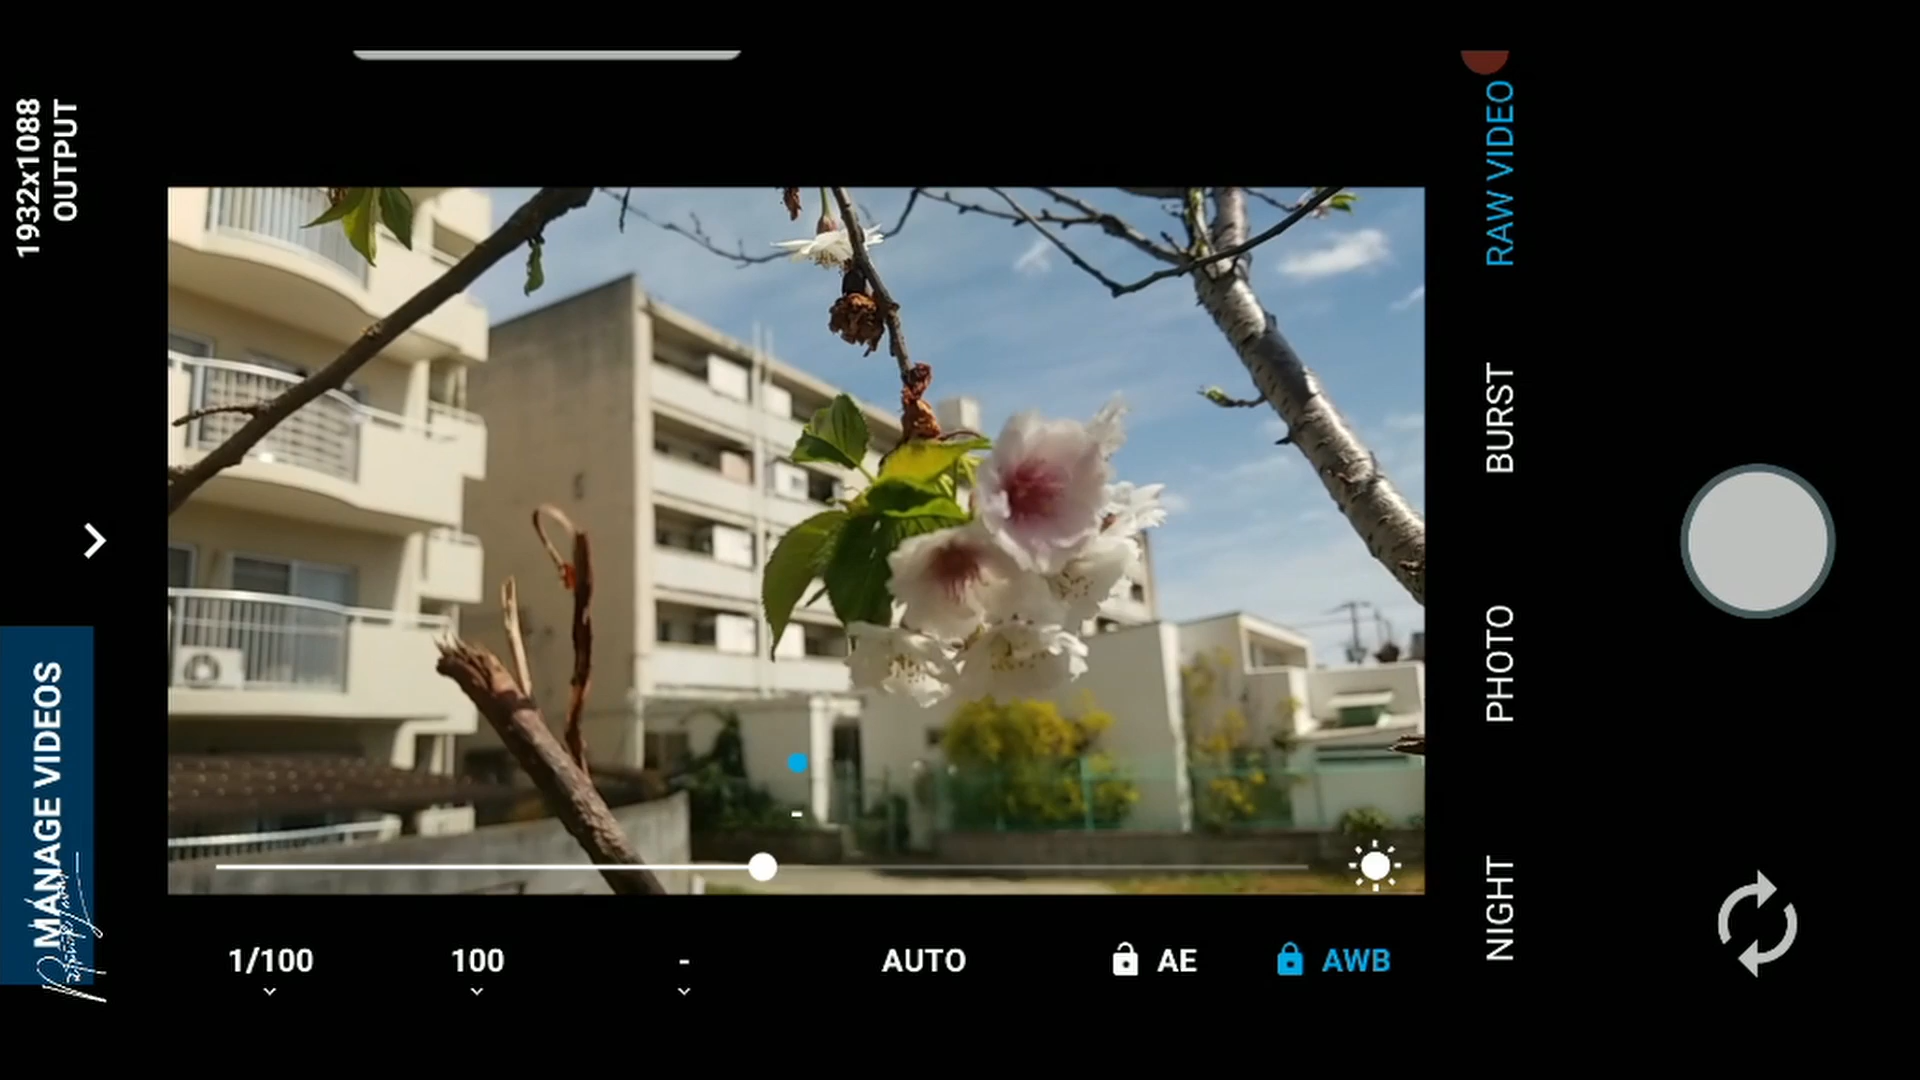 1932x1088
OUTPUT
MANAGE VIDEOS
RAW VIDEO
BURST
PHOTO
NIGHT
1/100
100
-
AUTO
AE
AWB
-